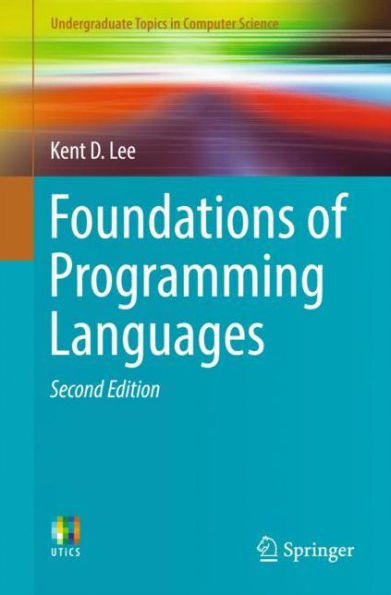 Undergraduate Topics in Computer Science
Kent D. Lee
Foundations of
Programming
Languages
Second Edition
UTICS
Springer